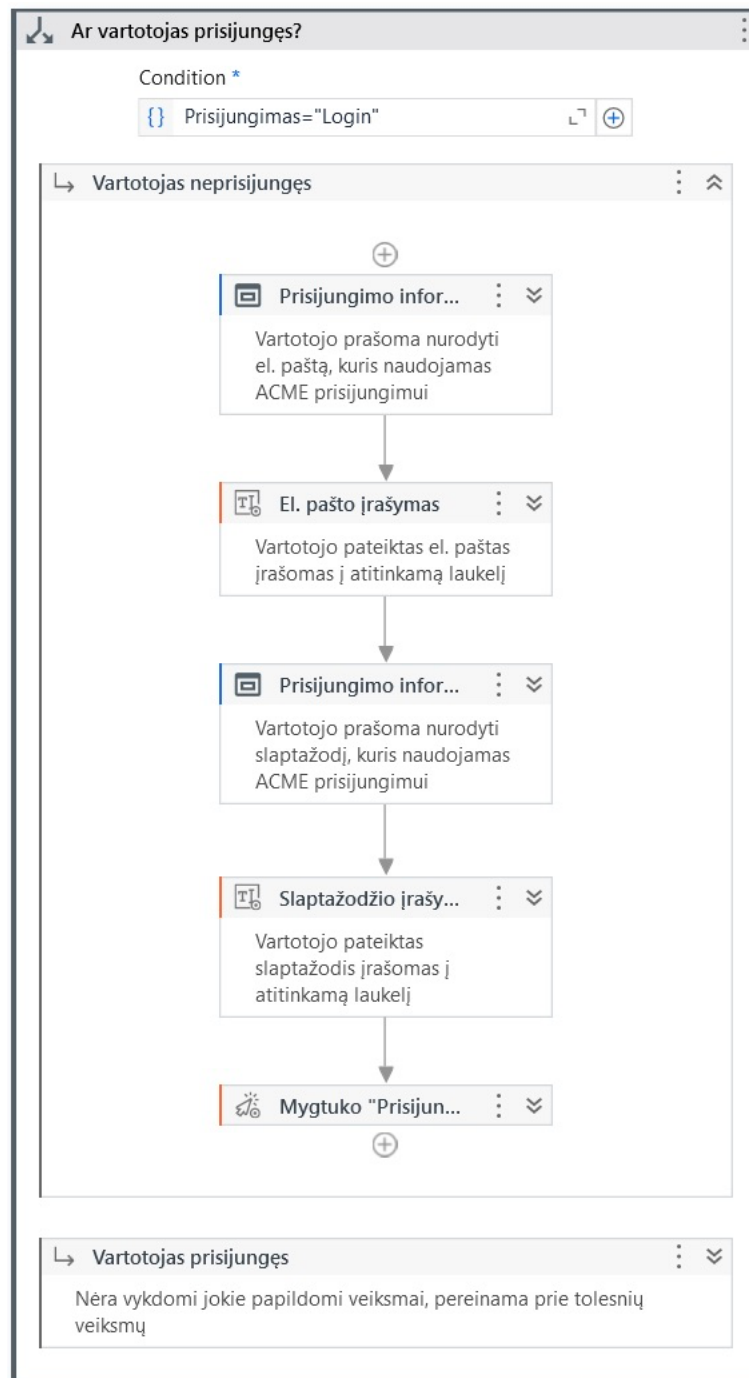 Ar vartotojas prisijungęs?
Condition *
{} Prisijungimas="Login"
Vartotojas neprisijungęs
Prisijungimo infor...
Vartotojo prašoma nurodyti
el. paštą, kuris naudojamas
ACME prisijungimui
El. pašto įrašymas
Vartotojo pateiktas el. paštas
įrašomas į atitinkamą laukelį
Prisijungimo infor...
Vartotojo prašoma nurodyti
slaptažodį, kuris naudojamas
ACME prisijungimui
Slaptažodžio įrašy...
Vartotojo pateiktas
slaptažodis įrašomas į
atitinkamą laukelį
Mygtuko "Prisijun...
Vartotojas prisijungęs
Nėra vykdomi jokie papildomi veiksmai, pereinama prie tolesnių
veiksmų